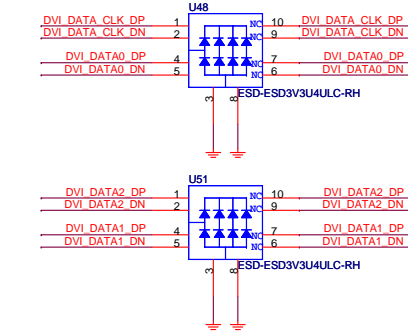 U48
DVI_DATA_CLK_DP 1 NC 10 DVI_DATA_CLK_DP
DVI_DATA_CLK_DN 2 NC 9 DVI_DATA_CLK_DN
DVI_DATA0_DP 4 NC 7 DVI_DATA0_DP
DVI_DATA0_DN 5 NC 6 DVI_DATA0_DN
3 8 ESD-ESD3V3U4ULC-RH
U51
DVI_DATA2_DP 1 NC 10 DVI_DATA2_DP
DVI_DATA2_DN 2 NC 9 DVI_DATA2_DN
DVI_DATA1_DP 4 NC 7 DVI_DATA1_DP
DVI_DATA1_DN 5 NC 6 DVI_DATA1_DN
3 8 ESD-ESD3V3U4ULC-RH